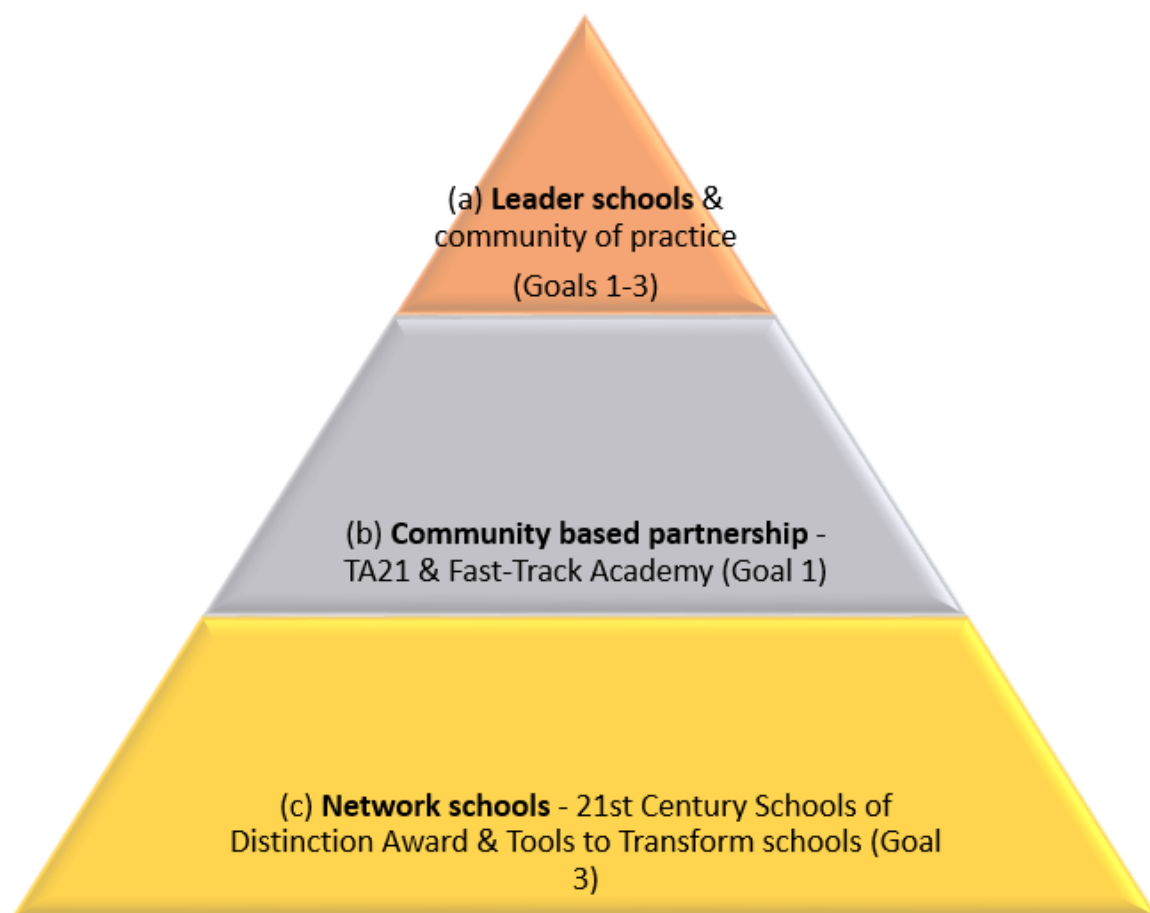 (a) Leader schools &
community of practice
(Goals 1-3)
(b) Community based partnership -
TA21 & Fast-Track Academy (Goal 1)
(c) Network schools - 21st Century Schools of
Distinction Award & Tools to Transform schools (Goal
3)